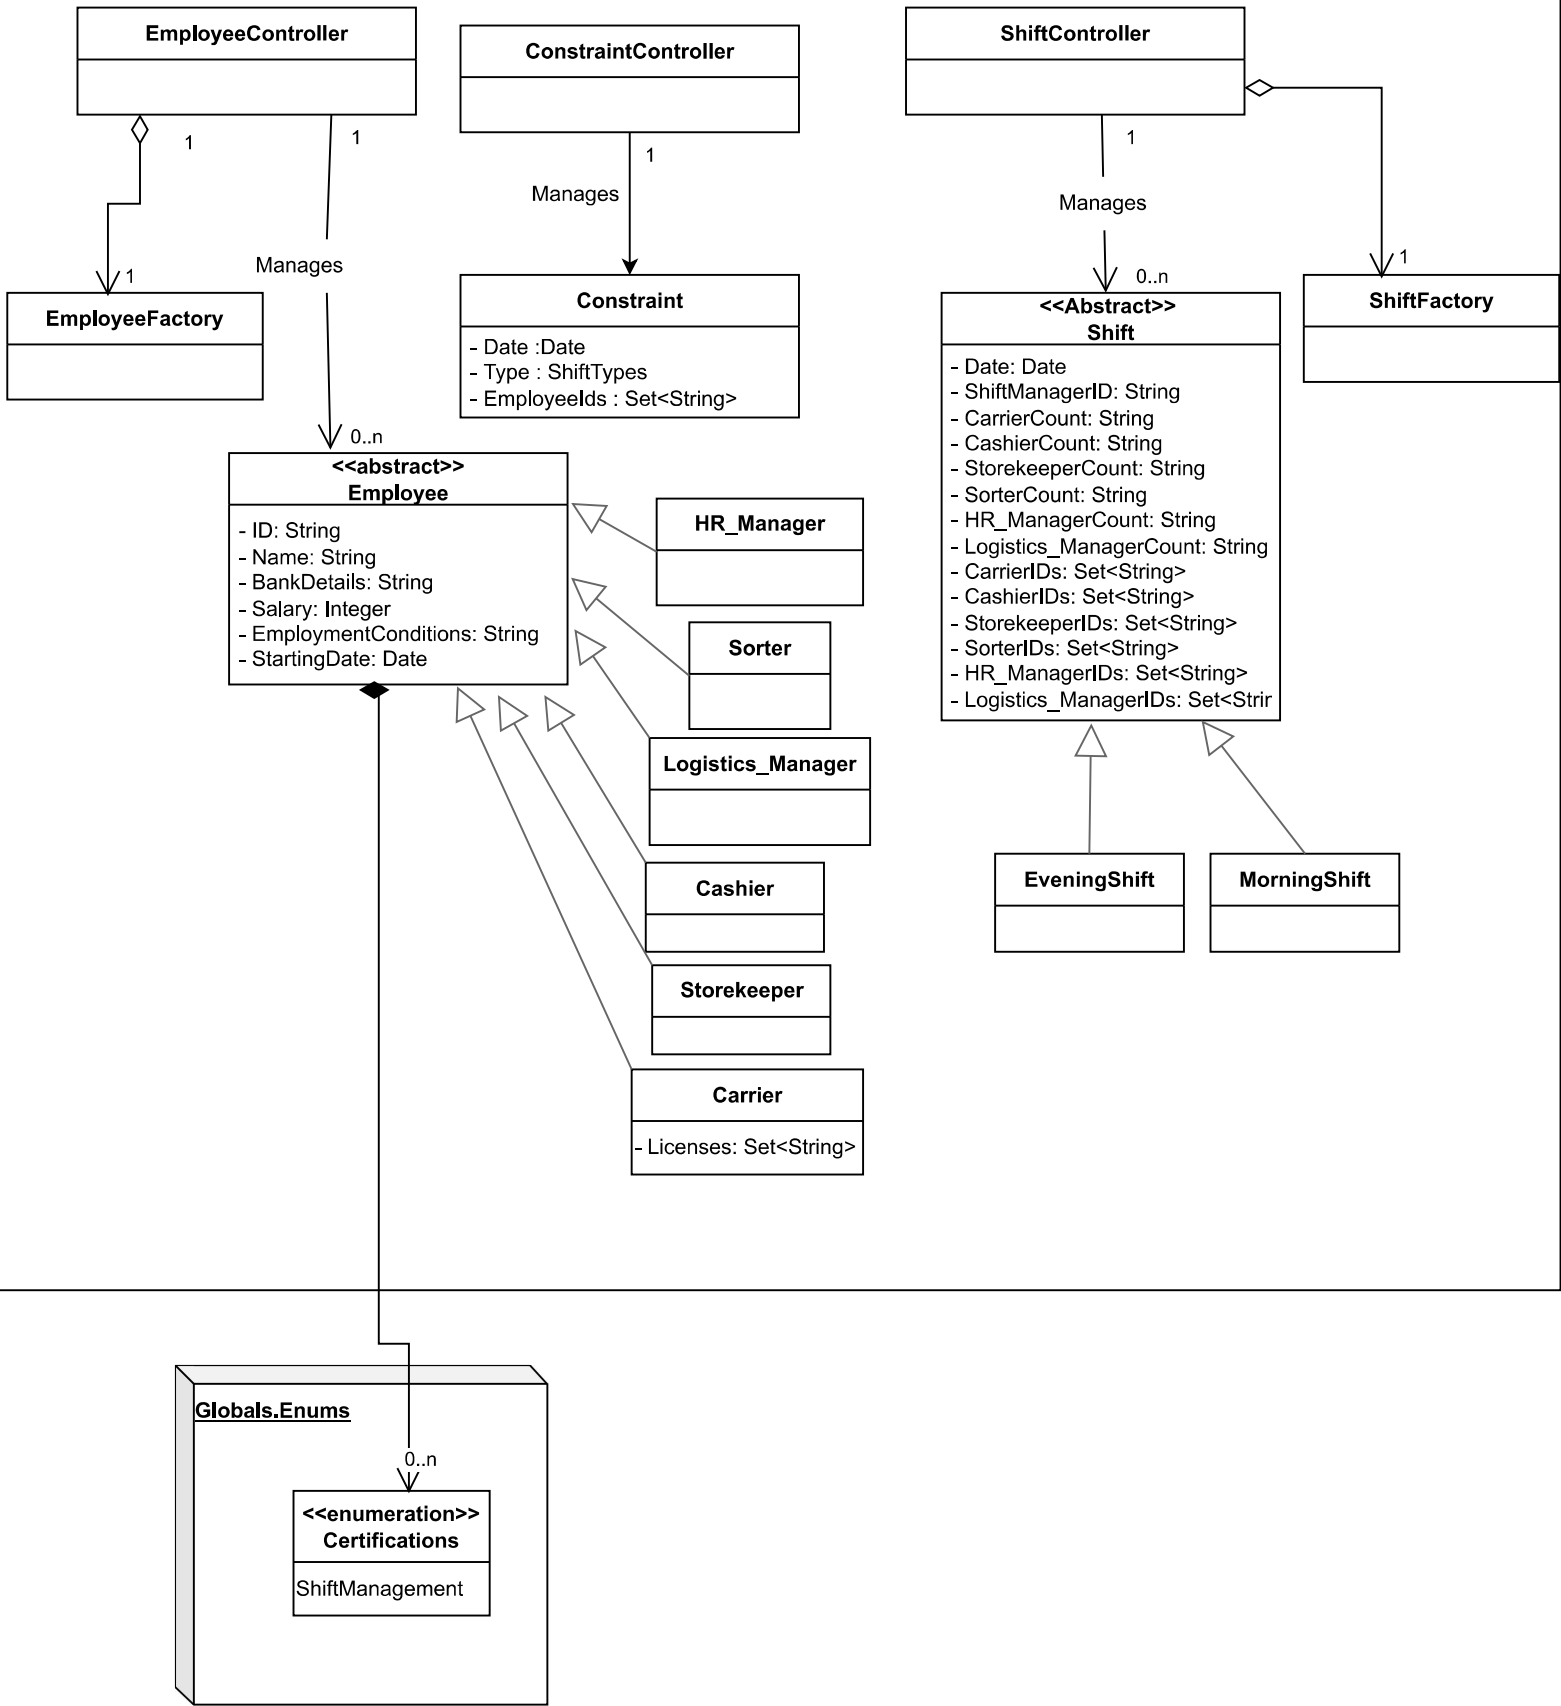 EmployeeController
1
1
Manages
1
EmployeeFactory
0..n
ConstraintController
1
Manages
Constraint
- Date :Date
- Type : ShiftTypes
- EmployeeIds : Set<String>
ShiftController
1
Manages
0..n
1
ShiftFactory
<<Abstract>>
Shift
- Date: Date
- ShiftManagerID: String
- CarrierCount: String
- CashierCount: String
- StorekeeperCount: String
- SorterCount: String
- HR_ManagerCount: String
- Logistics_ManagerCount: String
- CarrierIDs: Set<String>
- CashierIDs: Set<String>
- StorekeeperIDs: Set<String>
- SorterIDs: Set<String>
- HR_ManagerIDs: Set<String>
- Logistics_ManagerIDs: Set<Strir
<<abstract>>
Employee
- ID: String
- Name: String
- BankDetails: String
- Salary: Integer
- EmploymentConditions: String
- StartingDate: Date
HR_Manager
Sorter
Logistics_Manager
Cashier
Storekeeper
Carrier
- Licenses: Set<String>
EveningShift
MorningShift
Globals.Enums
0..n
<<enumeration>>
Certifications
ShiftManagement